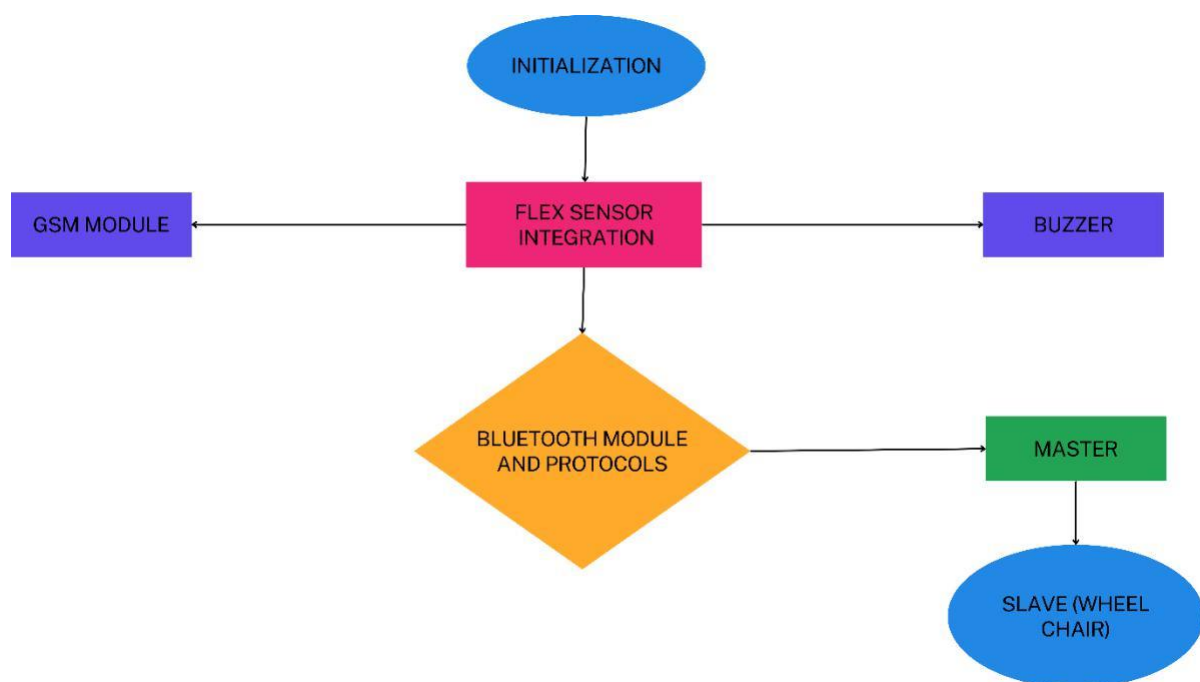 INITIALIZATION
GSM MODULE
FLEX SENSOR
INTEGRATION
BUZZER
BLUETOOTH MODULE
AND PROTOCOLS
MASTER
SLAVE (WHEEL
CHAIR)